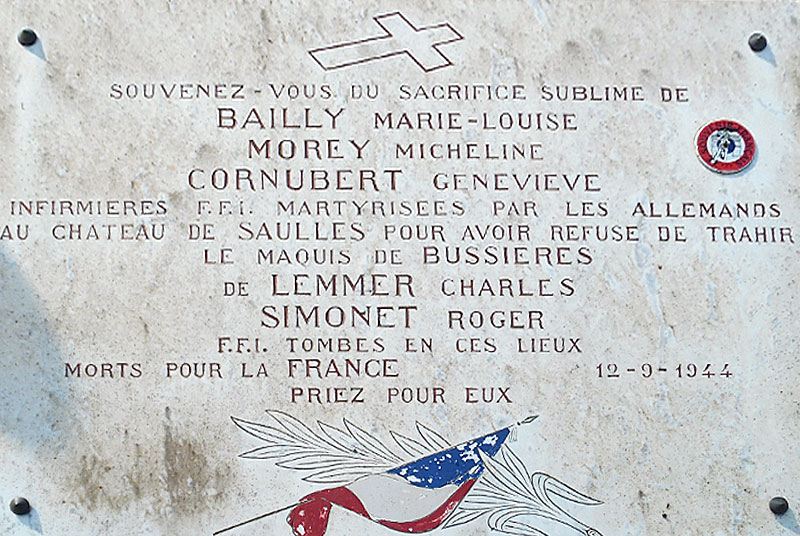 SOUVENEZ-VOUS DU SACRIFICE SUBLIME DE
BAILLY MARIE-LOUISE
MOREY MICHELINE
CORNUBERT GENEVIEVE
INFIRMIERES F.F.I. MARTYRISEES PAR LES ALLEMANDS
AU CHATEAU DE SAULLES POUR AVOIR REFUSE DE TRAHIR
LE MAQUIS DE BUSSIERES
DE LEMMER CHARLES
SIMONET ROGER
F.F.I. TOMBES EN CES LIEUX
MORTS POUR LA FRANCE 12-9-1944
PRIEZ POUR EUX